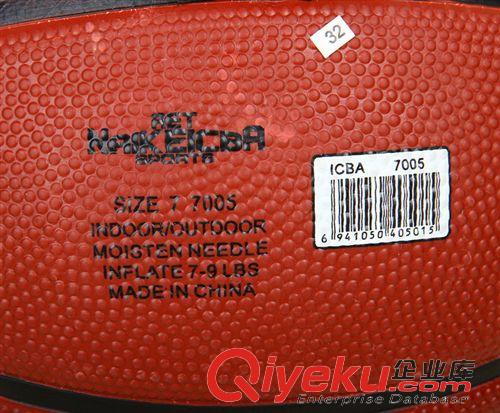 32
SPORTS
SIZE 7 7005
INDOOR/OUTDOOR
MOISTEN NEEDLE
INFLATE 7-9 LBS
MADE IN CHINA
ICBA 7005
6 941050 405015
Qiyeku.com 企业库
Enterprise Database